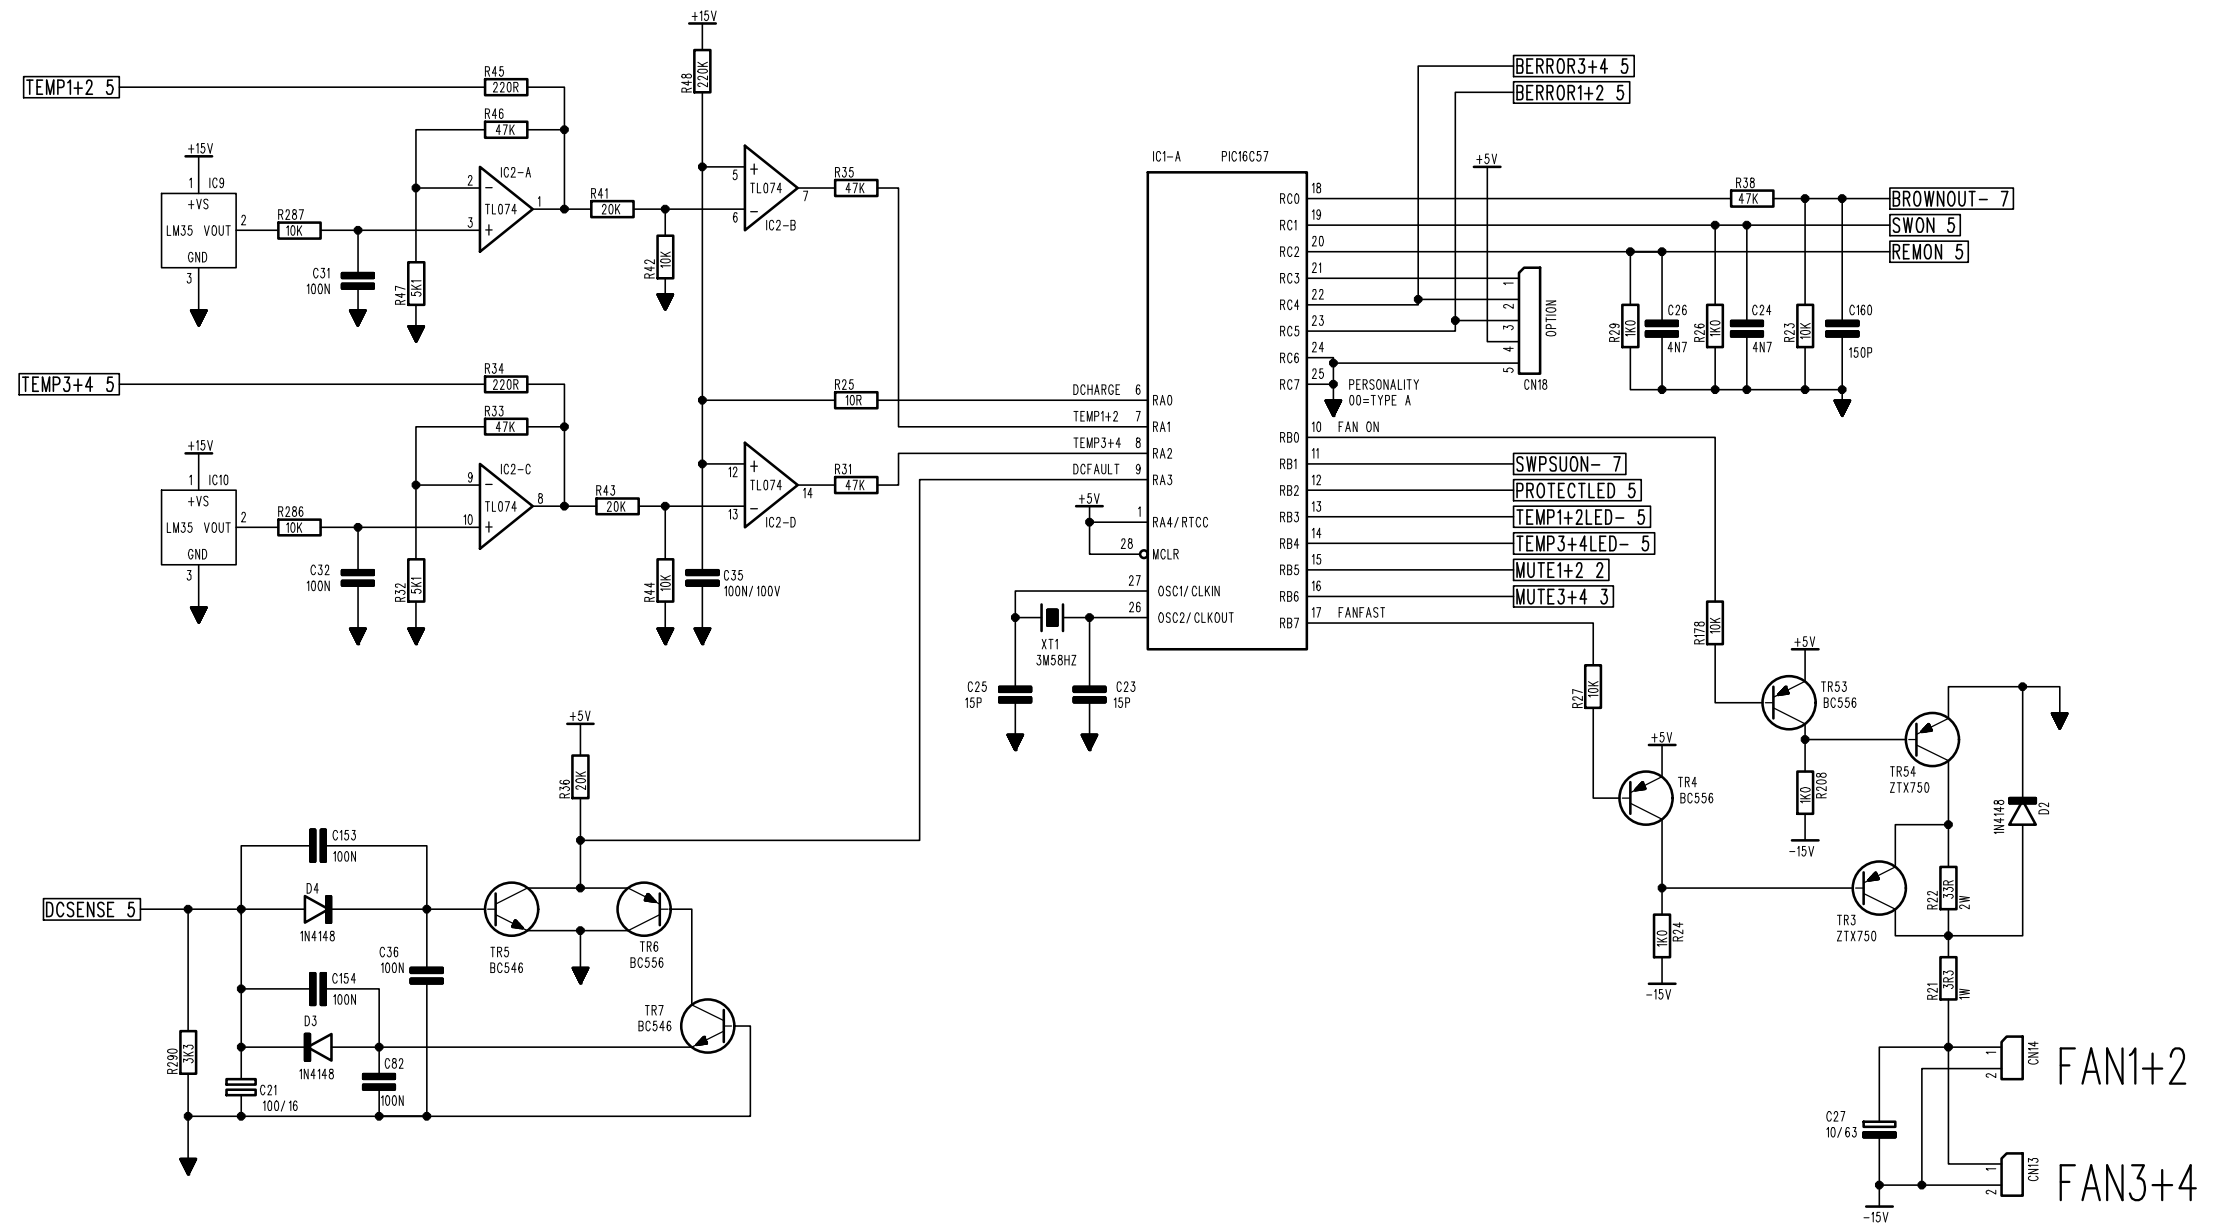 +15V
R48
220K
TEMP1+2 5
R45
220R
R46
47K
+15V
1
IC9
+VS
LM35 VOUT
GND
2
3
R287
10K
C31
100N
R47
5K1
2
3
IC2-A
TL074
1
R41
20K
R42
10K
5
6
TL074
7
IC2-B
R35
47K
TEMP3+4 5
R34
220R
R33
47K
+15V
1
IC10
+VS
LM35 VOUT
GND
2
3
R286
10K
C32
100N
R32
5K1
9
10
IC2-C
TL074
8
R43
20K
R44
10K
12
13
TL074
14
IC2-D
R31
47K
R25
10R
C35
100N/100V
IC1-A
PIC16C57
DCHARGE 6 RA0
TEMP1+2 7 RA1
TEMP3+4 8 RA2
DCFAULT 9 RA3
+5V
1 RA4/RTCC
28 MCLR
27 OSC1/CLKIN
26 OSC2/CLKOUT
XT1
3M58HZ
C25
15P
C23
15P
RC0 18
RC1 19
RC2 20
RC3 21
RC4 22
RC5 23
RC6 24
RC7 25
PERSONALITY
00=TYPE A
RB0 10 FAN ON
RB1 11
RB2 12
RB3 13
RB4 14
RB5 15
RB6 16
RB7 17 FANFAST
BERROR3+4 5
BERROR1+2 5
+5V
1
2
3
4
5
OPTION
CN18
R38
47K
BROWNOUT- 7
SWON 5
REMON 5
R29
1K0
C26
4N7
R26
1K0
C24
4N7
R23
10K
C160
150P
SWPSUON- 7
PROTECTLED 5
TEMP1+2LED- 5
TEMP3+4LED- 5
MUTE1+2 2
MUTE3+4 3
R178
10K
R27
10K
+5V
TR53
BC556
+5V
TR4
BC556
R208
1K0
-15V
TR54
ZTX750
1N4148
D2
R24
1K0
-15V
TR3
ZTX750
R22
33R
2W
R21
3R3
1W
1
2
CN14
FAN1+2
C27
10/63
-15V
1
2
CN13
FAN3+4
+5V
R36
20K
DCSENSE 5
C153
100N
D4
1N4148
C154
100N
D3
1N4148
C36
100N
C82
100N
R290
3K3
C21
100/16
TR5
BC546
TR6
BC556
TR7
BC546